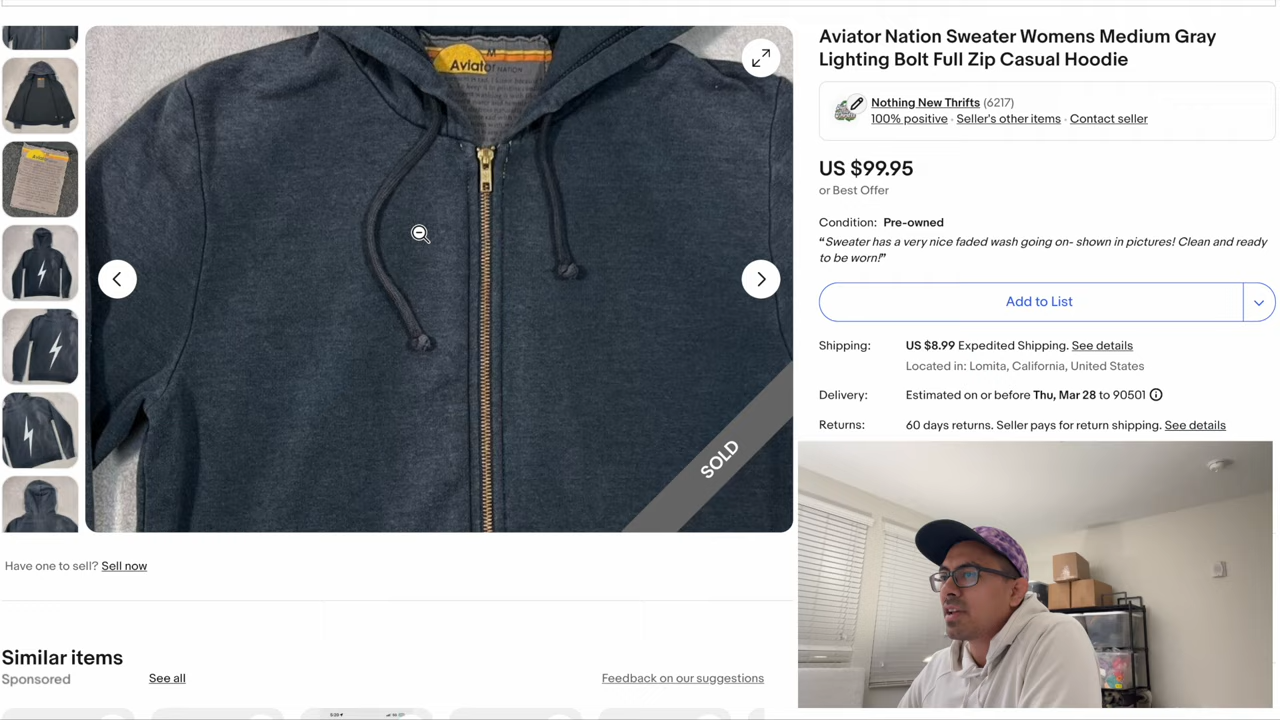 Aviator Nation Sweater Womens Medium Gray
Lighting Bolt Full Zip Casual Hoodie
Nothing New Thrifts (6217)
100% positive · Seller's other items · Contact seller
US $99.95
or Best Offer
Condition: Pre-owned
“Sweater has a very nice faded wash going on- shown in pictures! Clean and ready
to be worn!”
Add to List
Shipping: US $8.99 Expedited Shipping. See details
Located in: Lomita, California, United States
Delivery: Estimated on or before Thu, Mar 28 to 90501
Returns: 60 days returns. Seller pays for return shipping. See details
M
Aviator NATION
SOLD
Have one to sell? Sell now
Similar items
Sponsored
See all
Feedback on our suggestions